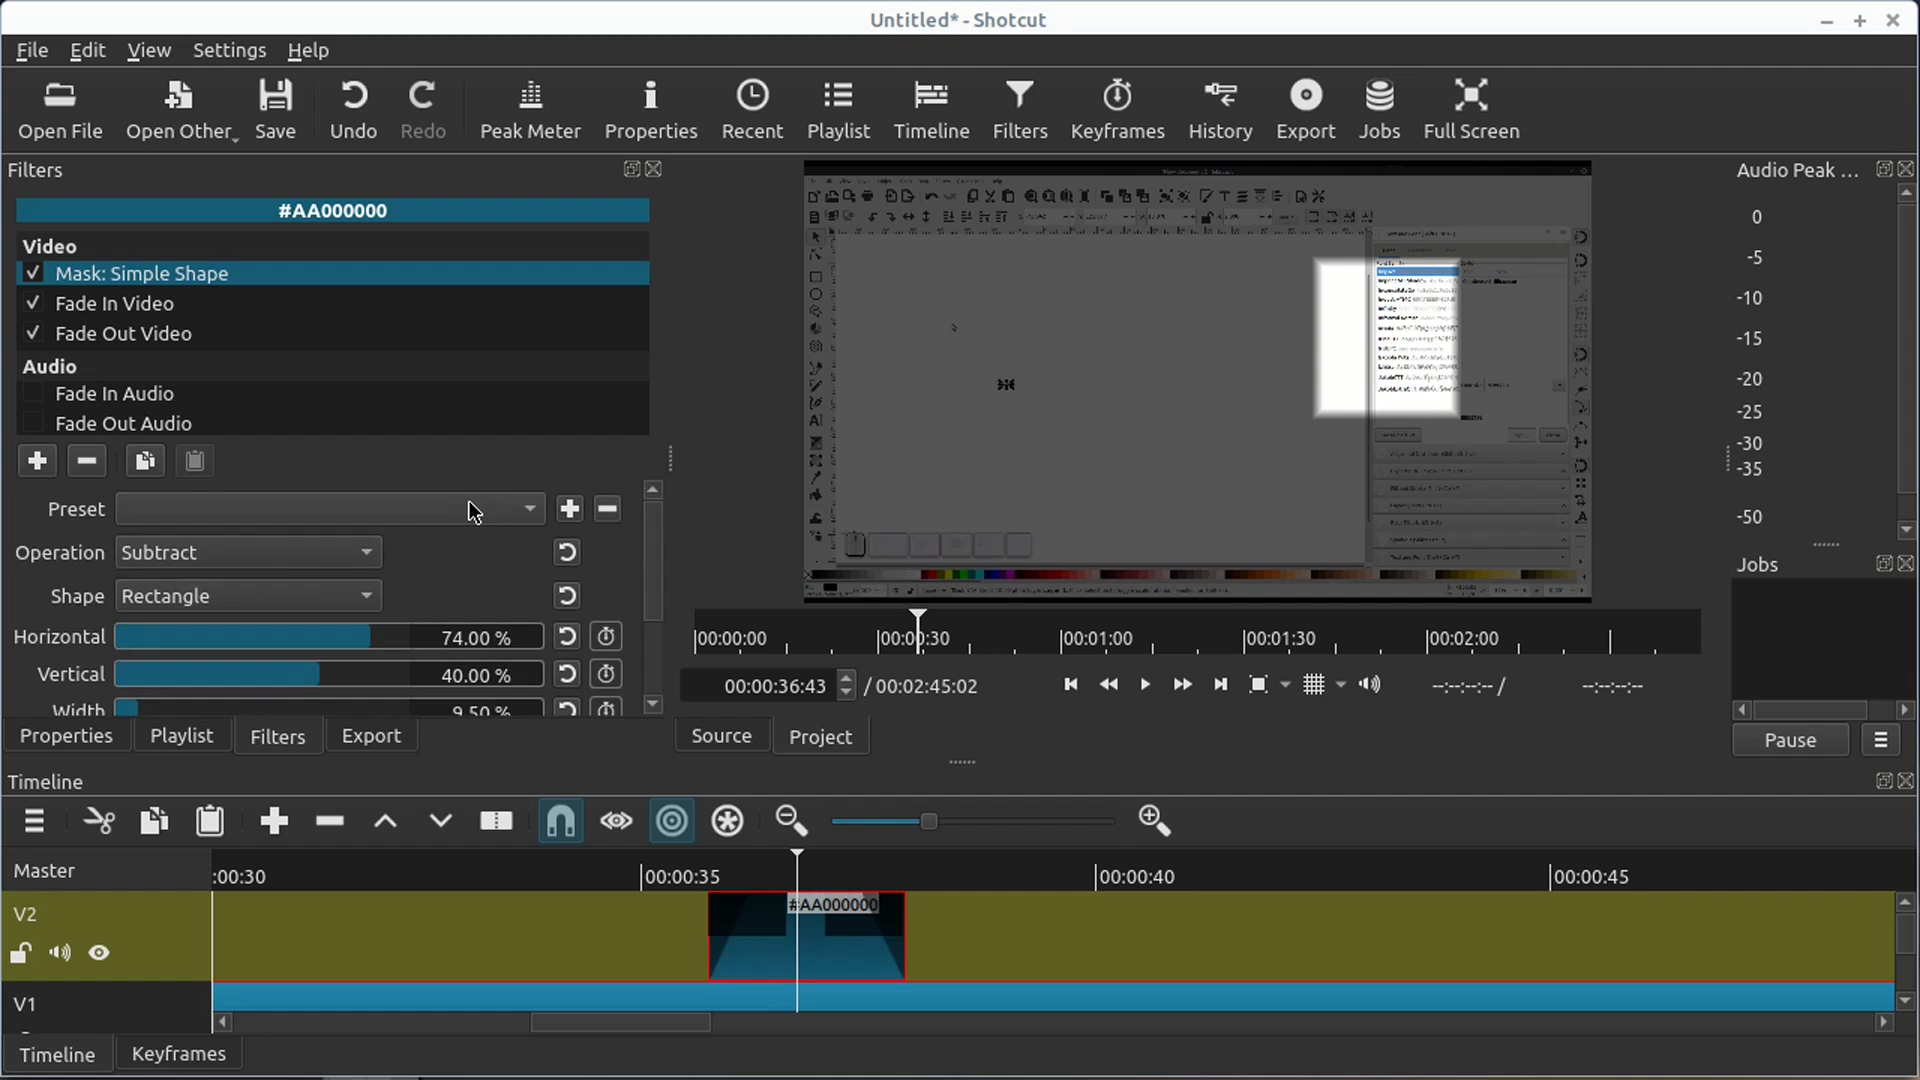 Untitled* - Shotcut
File Edit View Settings Help
Open File Open Other Save Undo Redo Peak Meter Properties Recent Playlist Timeline Filters Keyframes History Export Jobs Full Screen
Filters
#AA000000
Video
Mask: Simple Shape
Fade In Video
Fade Out Video
Audio
Fade In Audio
Fade Out Audio
Preset
Operation Subtract
Shape Rectangle
Horizontal 74.00 %
Vertical 40.00 %
Width 9.50 %
Properties Playlist Filters Export
00:00:00 00:00:30 00:01:00 00:01:30 00:02:00
00:00:36:43 / 00:02:45:02 --:--:--:-- / --:--:--:--
Source Project
Audio Peak ...
0
-5
-10
-15
-20
-25
-30
-35
-50
Jobs
Pause
Timeline
Master :00:30 00:00:35 00:00:40 00:00:45
V2 #AA000000
V1
Timeline Keyframes